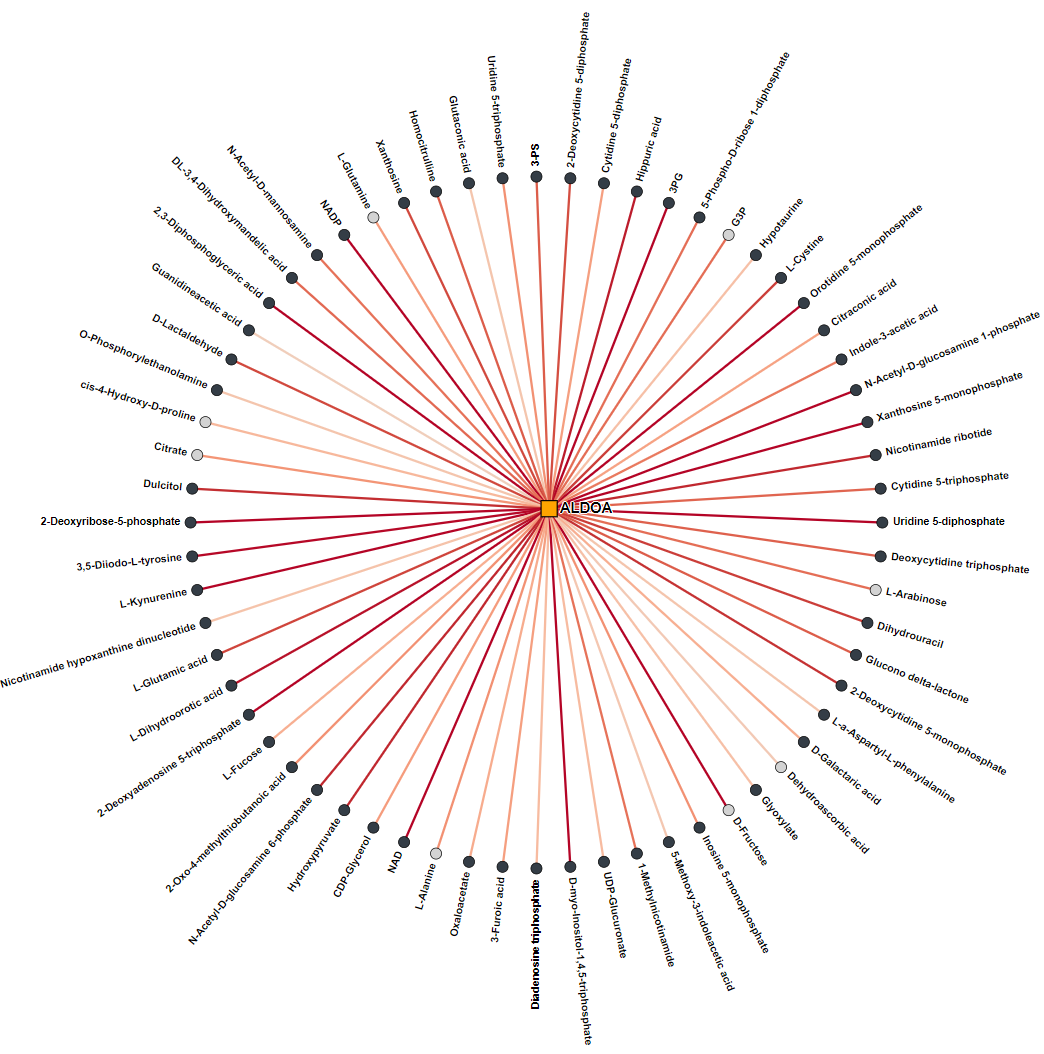 3-PS
2-Deoxycytidine 5-diphosphate
Cytidine 5-diphosphate
Hippuric acid
3PG
5-Phospho-D-ribose 1-diphosphate
G3P
Hypotaurine
L-Cystine
Orotidine 5-monophosphate
Citraconic acid
Indole-3-acetic acid
N-Acetyl-D-glucosamine 1-phosphate
Xanthosine 5-monophosphate
Nicotinamide ribotide
Cytidine 5-triphosphate
Uridine 5-diphosphate
Deoxycytidine triphosphate
L-Arabinose
Dihydrouracil
Glucono delta-lactone
2-Deoxycytidine 5-monophosphate
L-a-Aspartyl-L-phenylalanine
D-Galactaric acid
Dehydroascorbic acid
Glyoxylate
D-Fructose
Inosine 5-monophosphate
5-Methoxy-3-indoleacetic acid
1-Methylnicotinamide
UDP-Glucuronate
D-myo-Inositol-1,4,5-triphosphate
Diadenosine triphosphate
3-Furoic acid
Oxaloacetate
L-Alanine
NAD
CDP-Glycerol
Hydroxypyruvate
N-Acetyl-D-glucosamine 6-phosphate
2-Oxo-4-methylthiobutanoic acid
L-Fucose
2-Deoxyadenosine 5-triphosphate
L-Dihydroorotic acid
L-Glutamic acid
Nicotinamide hypoxanthine dinucleotide
L-Kynurenine
3,5-Diiodo-L-tyrosine
2-Deoxyribose-5-phosphate
Dulcitol
Citrate
cis-4-Hydroxy-D-proline
O-Phosphorylethanolamine
D-Lactaldehyde
Guanidineacetic acid
2,3-Diphosphoglyceric acid
DL-3,4-Dihydroxymandelic acid
N-Acetyl-D-mannosamine
NADP
L-Glutamine
Xanthosine
Homocitrulline
Glutaconic acid
Uridine 5-triphosphate
ALDOA